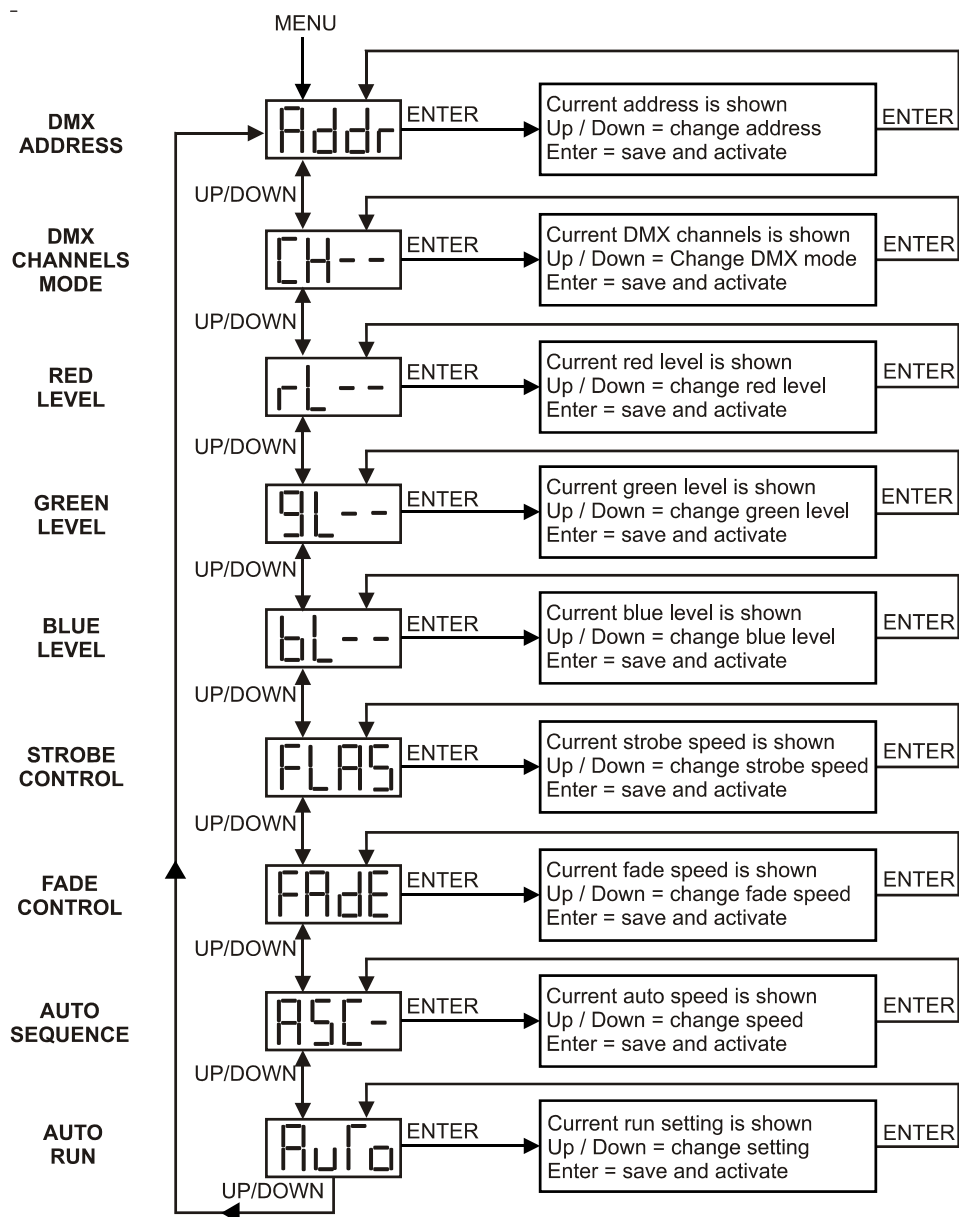 MENU
DMX
ADDRESS
Addr
ENTER
Current address is shown
Up / Down = change address
Enter = save and activate
ENTER
UP/DOWN
DMX
CHANNELS
MODE
CH--
ENTER
Current DMX channels is shown
Up / Down = Change DMX mode
Enter = save and activate
ENTER
UP/DOWN
RED
LEVEL
rL--
ENTER
Current red level is shown
Up / Down = change red level
Enter = save and activate
ENTER
UP/DOWN
GREEN
LEVEL
gL--
ENTER
Current green level is shown
Up / Down = change green level
Enter = save and activate
ENTER
UP/DOWN
BLUE
LEVEL
bL--
ENTER
Current blue level is shown
Up / Down = change blue level
Enter = save and activate
ENTER
UP/DOWN
STROBE
CONTROL
FLAS
ENTER
Current strobe speed is shown
Up / Down = change strobe speed
Enter = save and activate
ENTER
UP/DOWN
FADE
CONTROL
FAdE
ENTER
Current fade speed is shown
Up / Down = change fade speed
Enter = save and activate
ENTER
UP/DOWN
AUTO
SEQUENCE
ASC-
ENTER
Current auto speed is shown
Up / Down = change speed
Enter = save and activate
ENTER
UP/DOWN
AUTO
RUN
AuTo
ENTER
Current run setting is shown
Up / Down = change setting
Enter = save and activate
ENTER
UP/DOWN